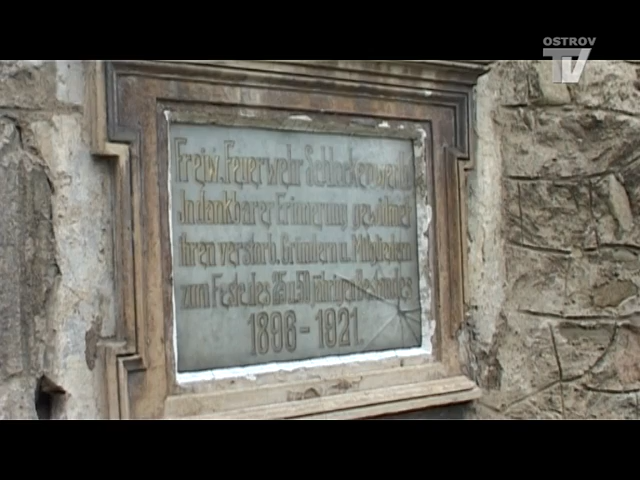 OSTROV
TV
Freiw. Feuerwehr Schlackenwerth
In dankbarer Erinnerung gewidmet
ihren verstorb. Gründern u. Mitgliedern
zum Feste des u. 50 jährigen Bestandes
1896-1921.